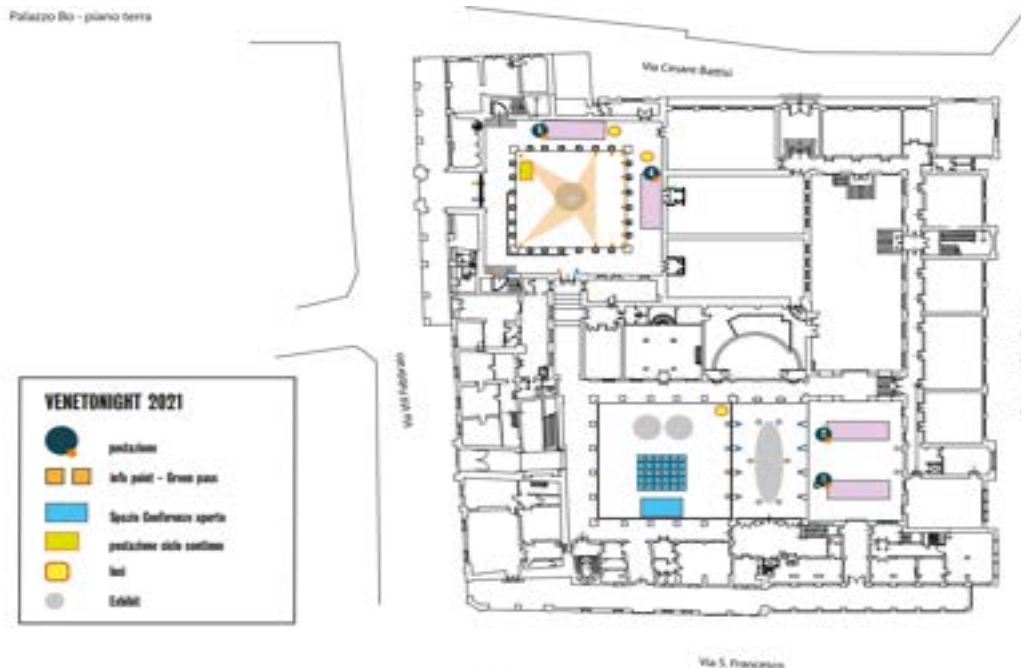 Palazzo Bo - piano terra
Via Cesare Battisi
Via VIII Febbraio
VENETONIGHT 2021
postazione
info point - Green pass
Spazio Conferenze aperto
postazione ciclo continuo
Exhibit
Via S. Francesco